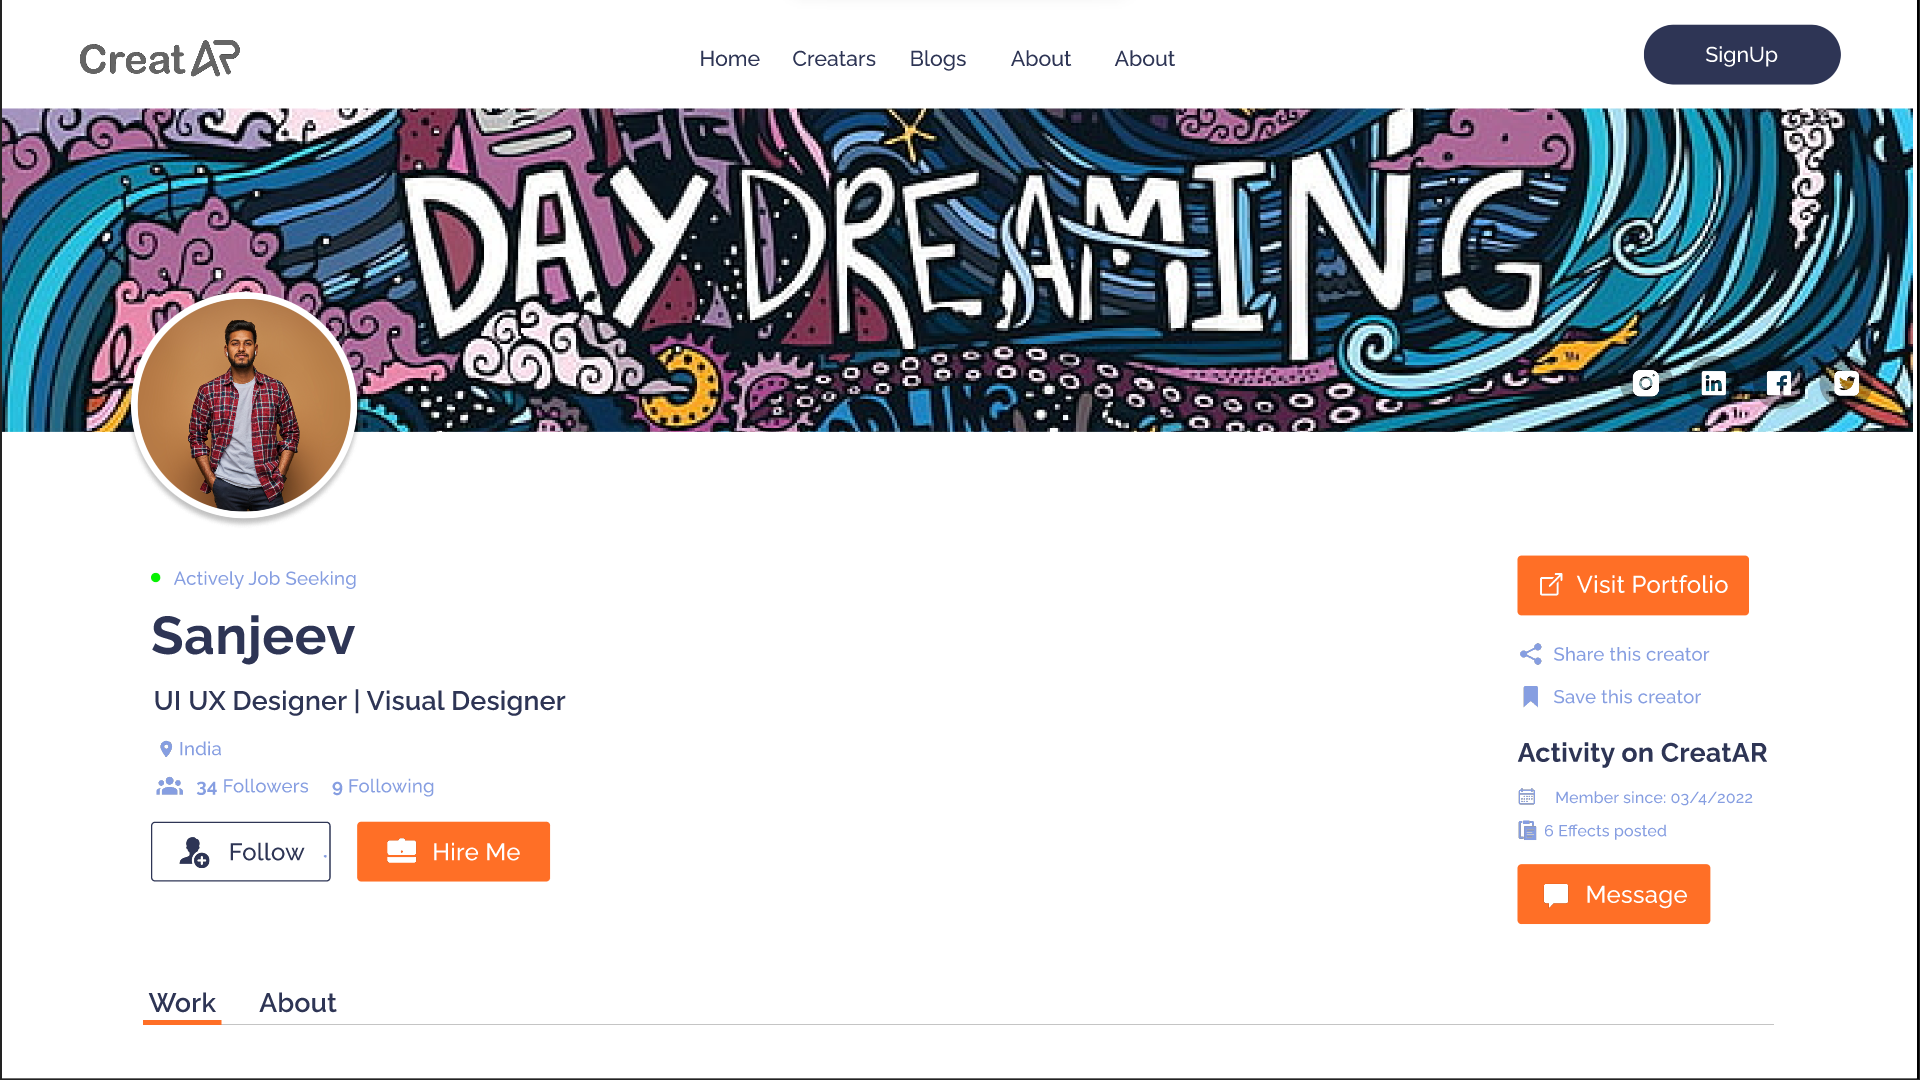 CreatAR
Home Creatars Blogs About About
SignUp
DAY DREAMING
Actively Job Seeking
Sanjeev
UI UX Designer | Visual Designer
India
34 Followers 9 Following
Follow
Hire Me
Visit Portfolio
Share this creator
Save this creator
Activity on CreatAR
Member since: 03/4/2022
6 Effects posted
Message
Work About